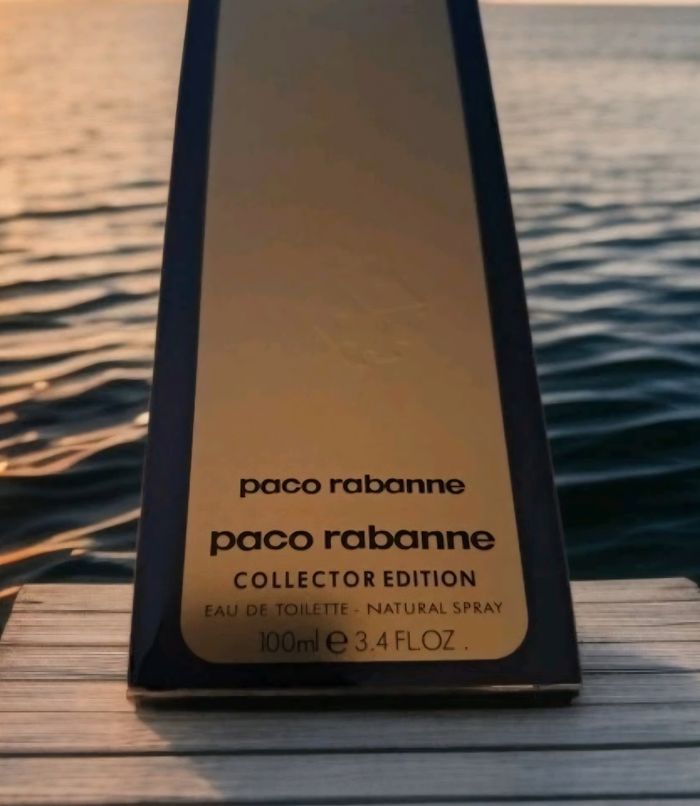 paco rabanne
paco rabanne
COLLECTOR EDITION
EAU DE TOILETTE - NATURAL SPRAY
100ml e 3.4 FL.OZ .